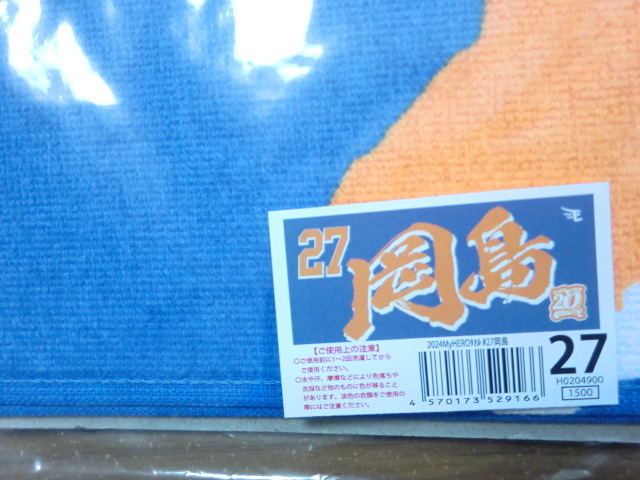 27 岡島
20
【ご使用上の注意】
○ご使用前に1~2回洗濯してから
ご使用ください。
○水や汗、摩擦などにより色落ちや
衣服など他のものに色が移ること
があります。淡色の衣類をご使用の
際にはご注意ください。
2024MyHEROﾀｵﾙ #27岡島
4 570173 529166
27
H0204900
1500